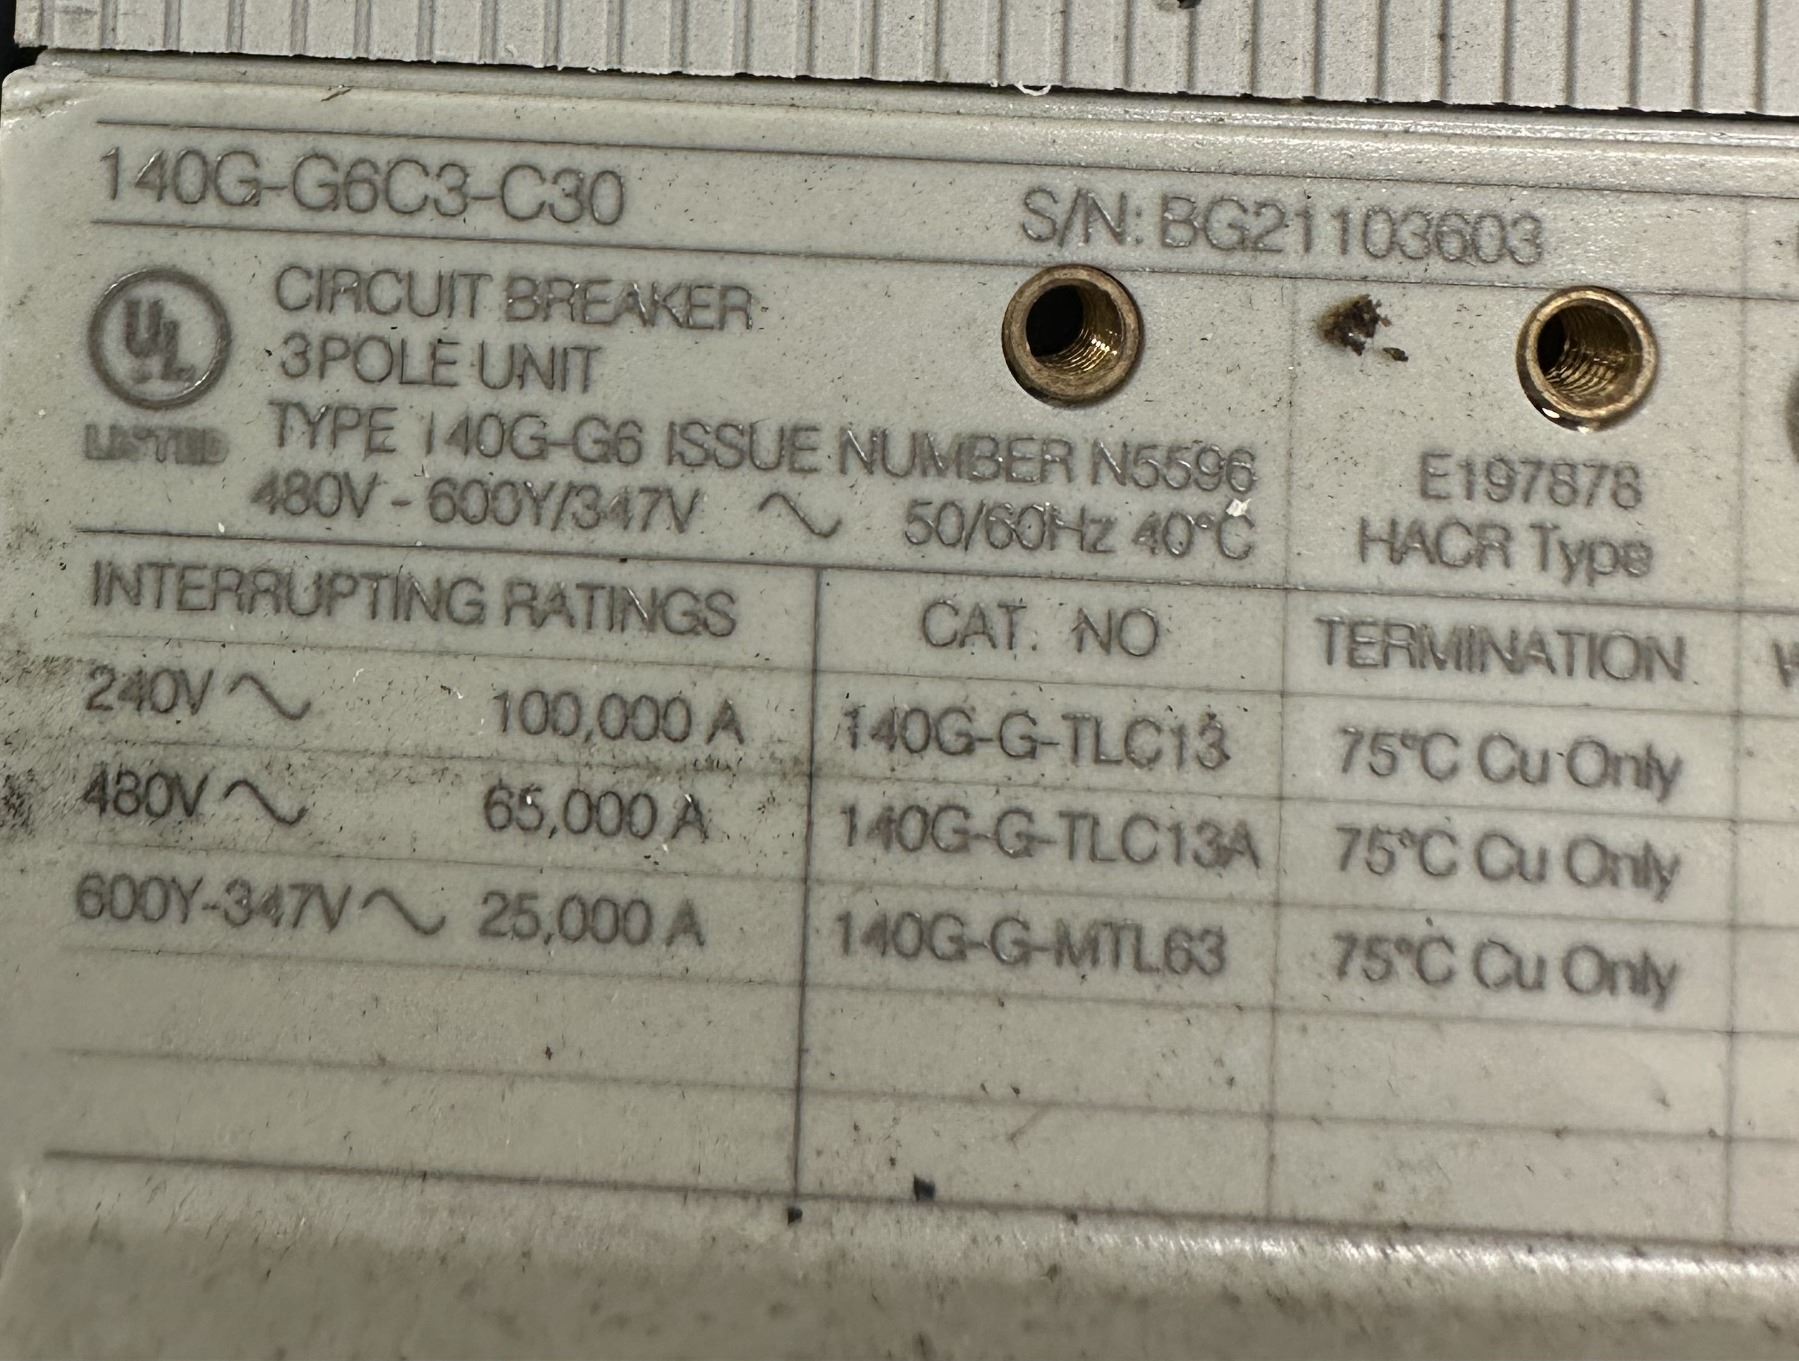 140G-G6C3-C30
S/N: BG21103603
UL
LISTED
CIRCUIT BREAKER
3POLE UNIT
TYPE 140G-G6 ISSUE NUMBER N5596
480V - 600Y/347V ∿ 50/60Hz 40°C
E197878
HACR Type
INTERRUPTING RATINGS CAT. NO TERMINATION
240V ∿ 100,000 A 140G-G-TLC13 75°C Cu Only
480V ∿ 65,000 A 140G-G-TLC13A 75°C Cu Only
600Y-347V ∿ 25,000 A 140G-G-MTL63 75°C Cu Only